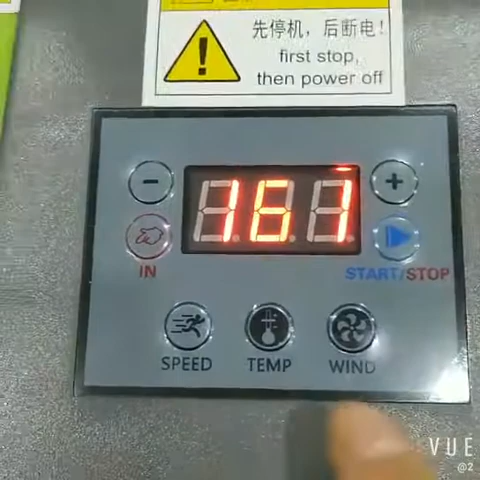 先停机，后断电！
first stop,
then power off
161
IN
START/STOP
SPEED
TEMP
WIND
VUE
@2